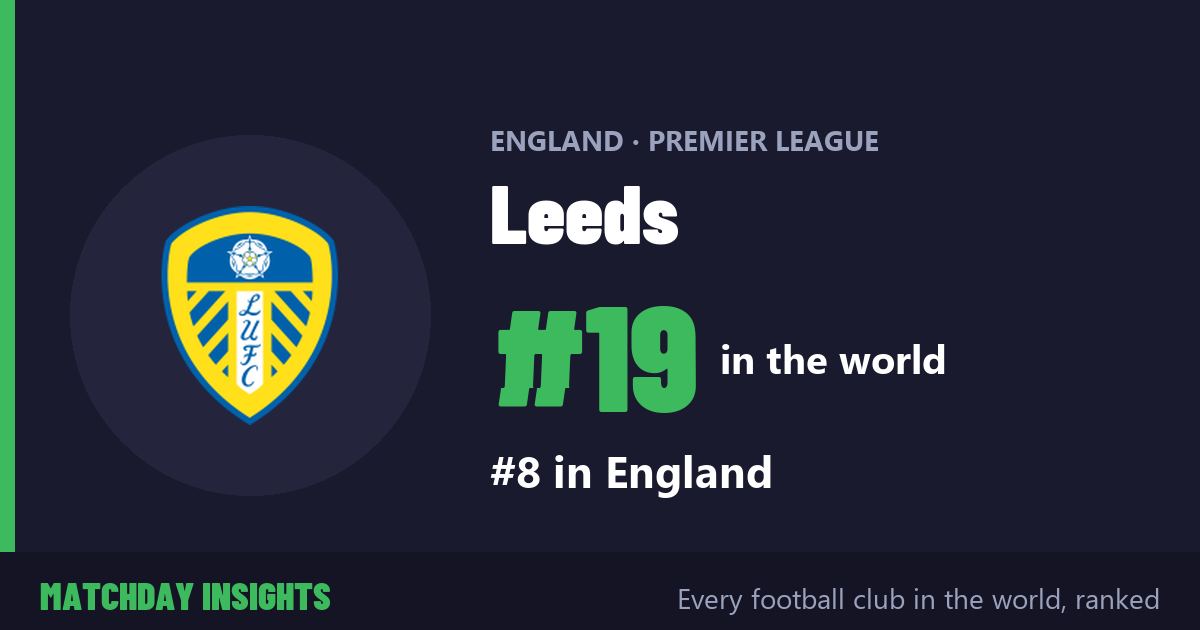 ENGLAND · PREMIER LEAGUE
Leeds
#19 in the world
#8 in England
LUFC
MATCHDAY INSIGHTS
Every football club in the world, ranked